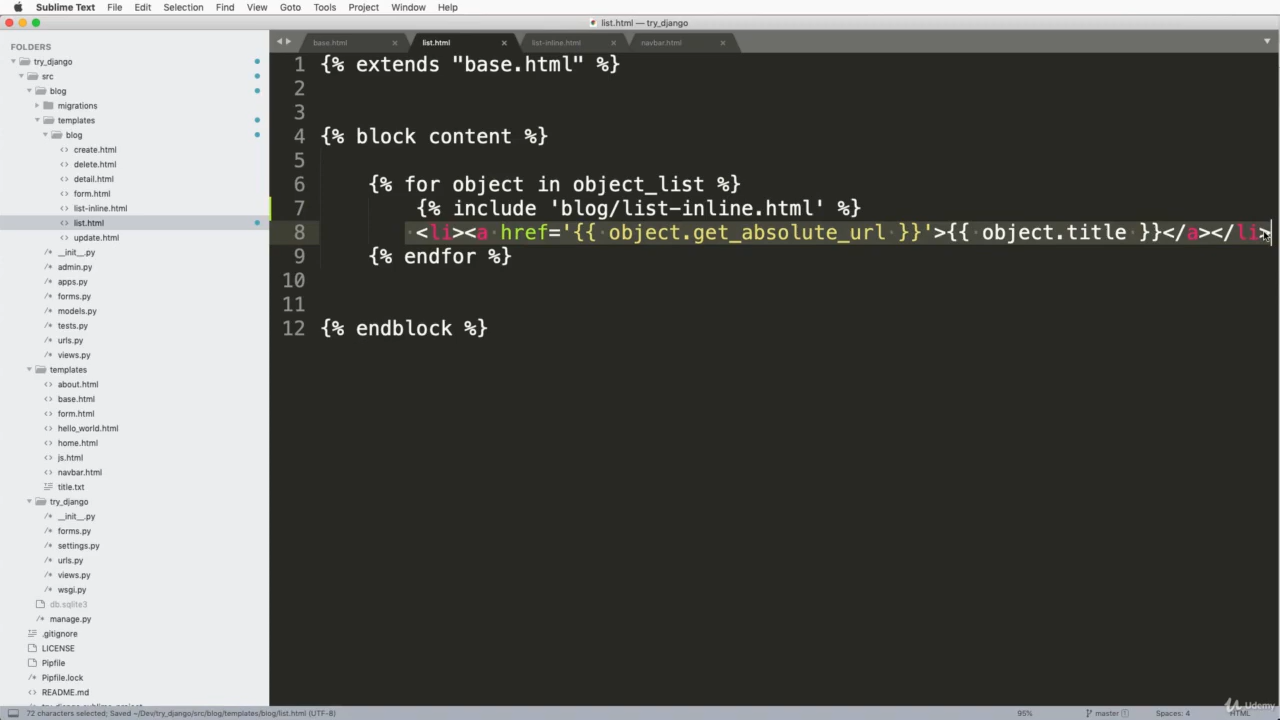 Sublime Text File Edit Selection Find View Goto Tools Project Window Help
list.html — try_django
FOLDERS
try_django
src
blog
migrations
templates
blog
create.html
delete.html
detail.html
form.html
list-inline.html
list.html
update.html
__init__.py
admin.py
apps.py
forms.py
models.py
tests.py
urls.py
views.py
templates
about.html
base.html
form.html
hello_world.html
home.html
js.html
navbar.html
title.txt
try_django
__init__.py
forms.py
settings.py
urls.py
views.py
wsgi.py
db.sqlite3
manage.py
.gitignore
LICENSE
Pipfile
Pipfile.lock
README.md
try_django.sublime-project
base.html list.html list-inline.html navbar.html
1 {% extends "base.html" %}
2
3
4 {% block content %}
5
6 {% for object in object_list %}
7 {% include 'blog/list-inline.html' %}
8 <li><a href='{{ object.get_absolute_url }}'>{{ object.title }}</a></li>
9 {% endfor %}
10
11
12 {% endblock %}
72 characters selected; Saved ~/Dev/try_django/src/blog/templates/blog/list.html (UTF-8) 95% master 1 Spaces: 4 HTML
Udemy